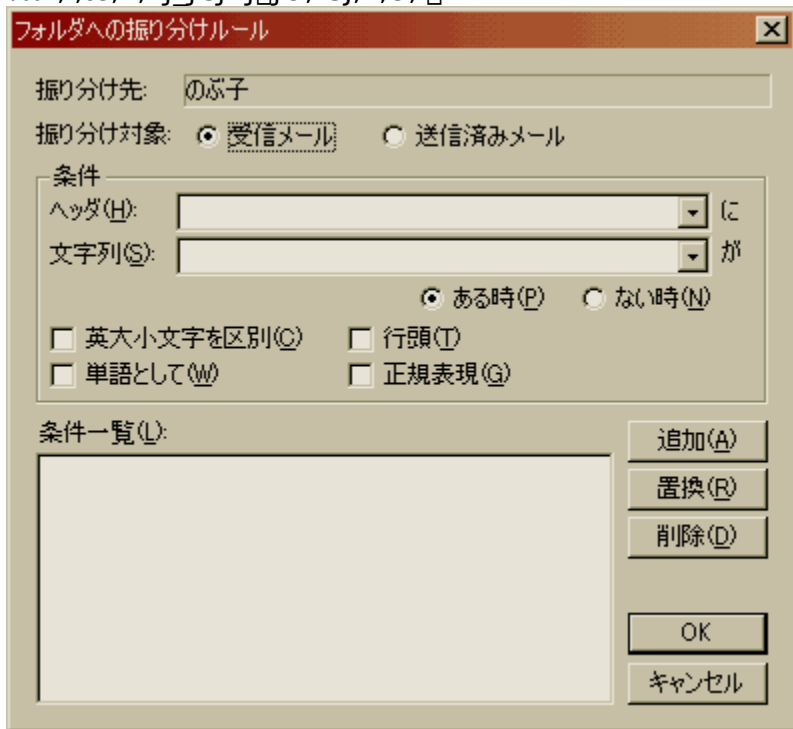 フォルダへの振り分けルール
振り分け先: のぶ子
振り分け対象: 受信メール 送信済みメール
条件
ヘッダ(H): に
文字列(S): が
ある時(P) ない時(N)
英大小文字を区別(C) 行頭(T)
単語として(W) 正規表現(G)
条件一覧(L):
追加(A)
置換(R)
削除(D)
OK
キャンセル